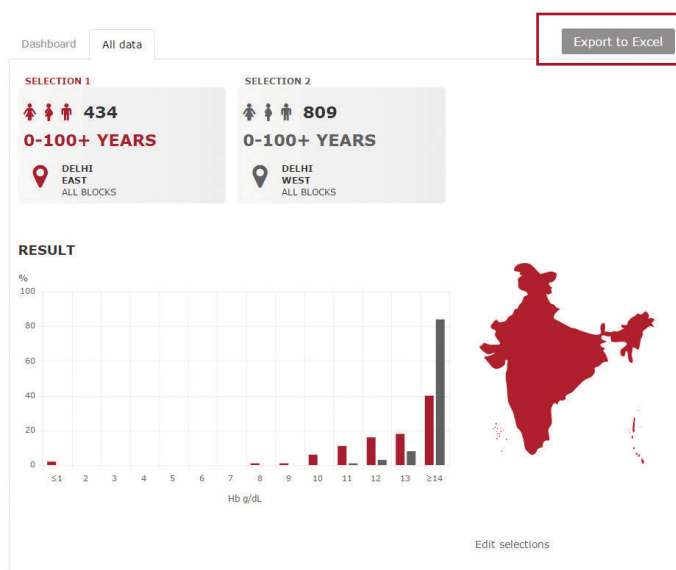 Dashboard
All data
Export to Excel
SELECTION 1
434
0-100+ YEARS
DELHI
EAST
ALL BLOCKS
SELECTION 2
809
0-100+ YEARS
DELHI
WEST
ALL BLOCKS
RESULT
%
100
80
60
40
20
0
≤1 2 3 4 5 6 7 8 9 10 11 12 13 ≥14
Hb g/dL
Edit selections